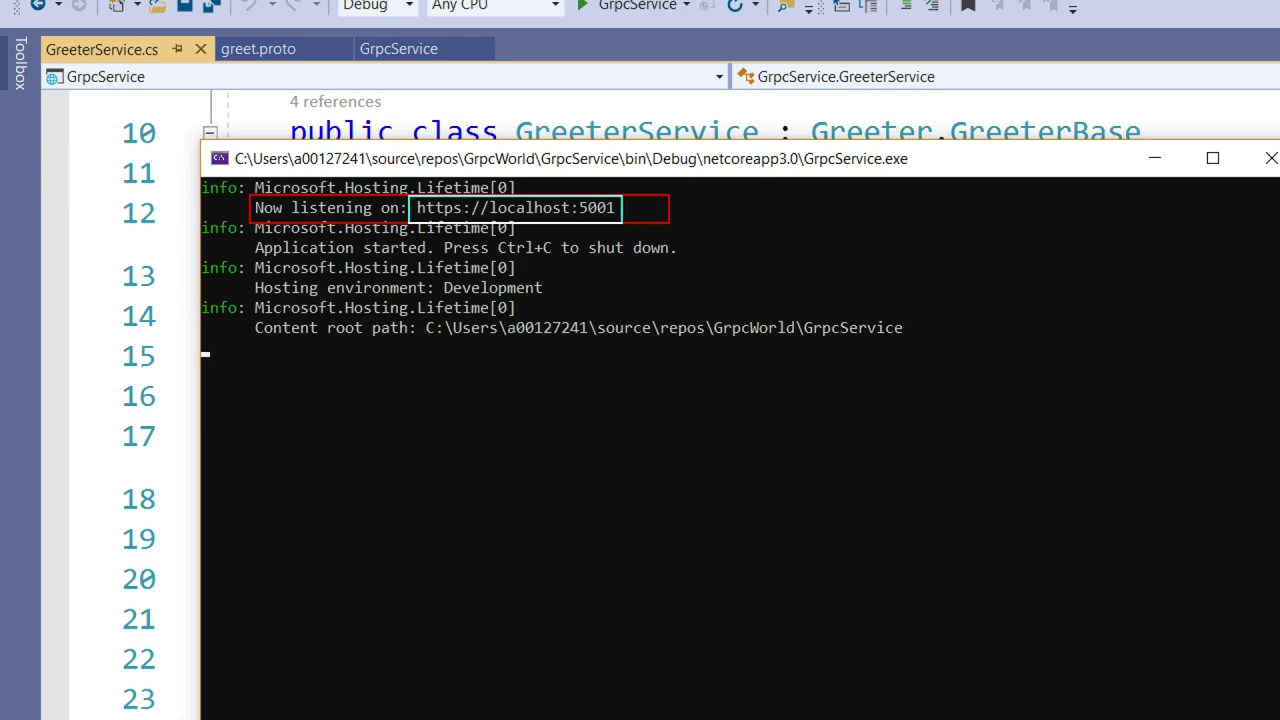 Debug Any CPU GrpcService
Toolbox
GreeterService.cs greet.proto GrpcService
GrpcService GrpcService.GreeterService
4 references
10 public class GreeterService : Greeter.GreeterBase
C:\Users\a00127241\source\repos\GrpcWorld\GrpcService\bin\Debug\netcoreapp3.0\GrpcService.exe
11
12
13
14
15
16
17
18
19
20
21
22
23
info: Microsoft.Hosting.Lifetime[0]
Now listening on: https://localhost:5001
info: Microsoft.Hosting.Lifetime[0]
Application started. Press Ctrl+C to shut down.
info: Microsoft.Hosting.Lifetime[0]
Hosting environment: Development
info: Microsoft.Hosting.Lifetime[0]
Content root path: C:\Users\a00127241\source\repos\GrpcWorld\GrpcService